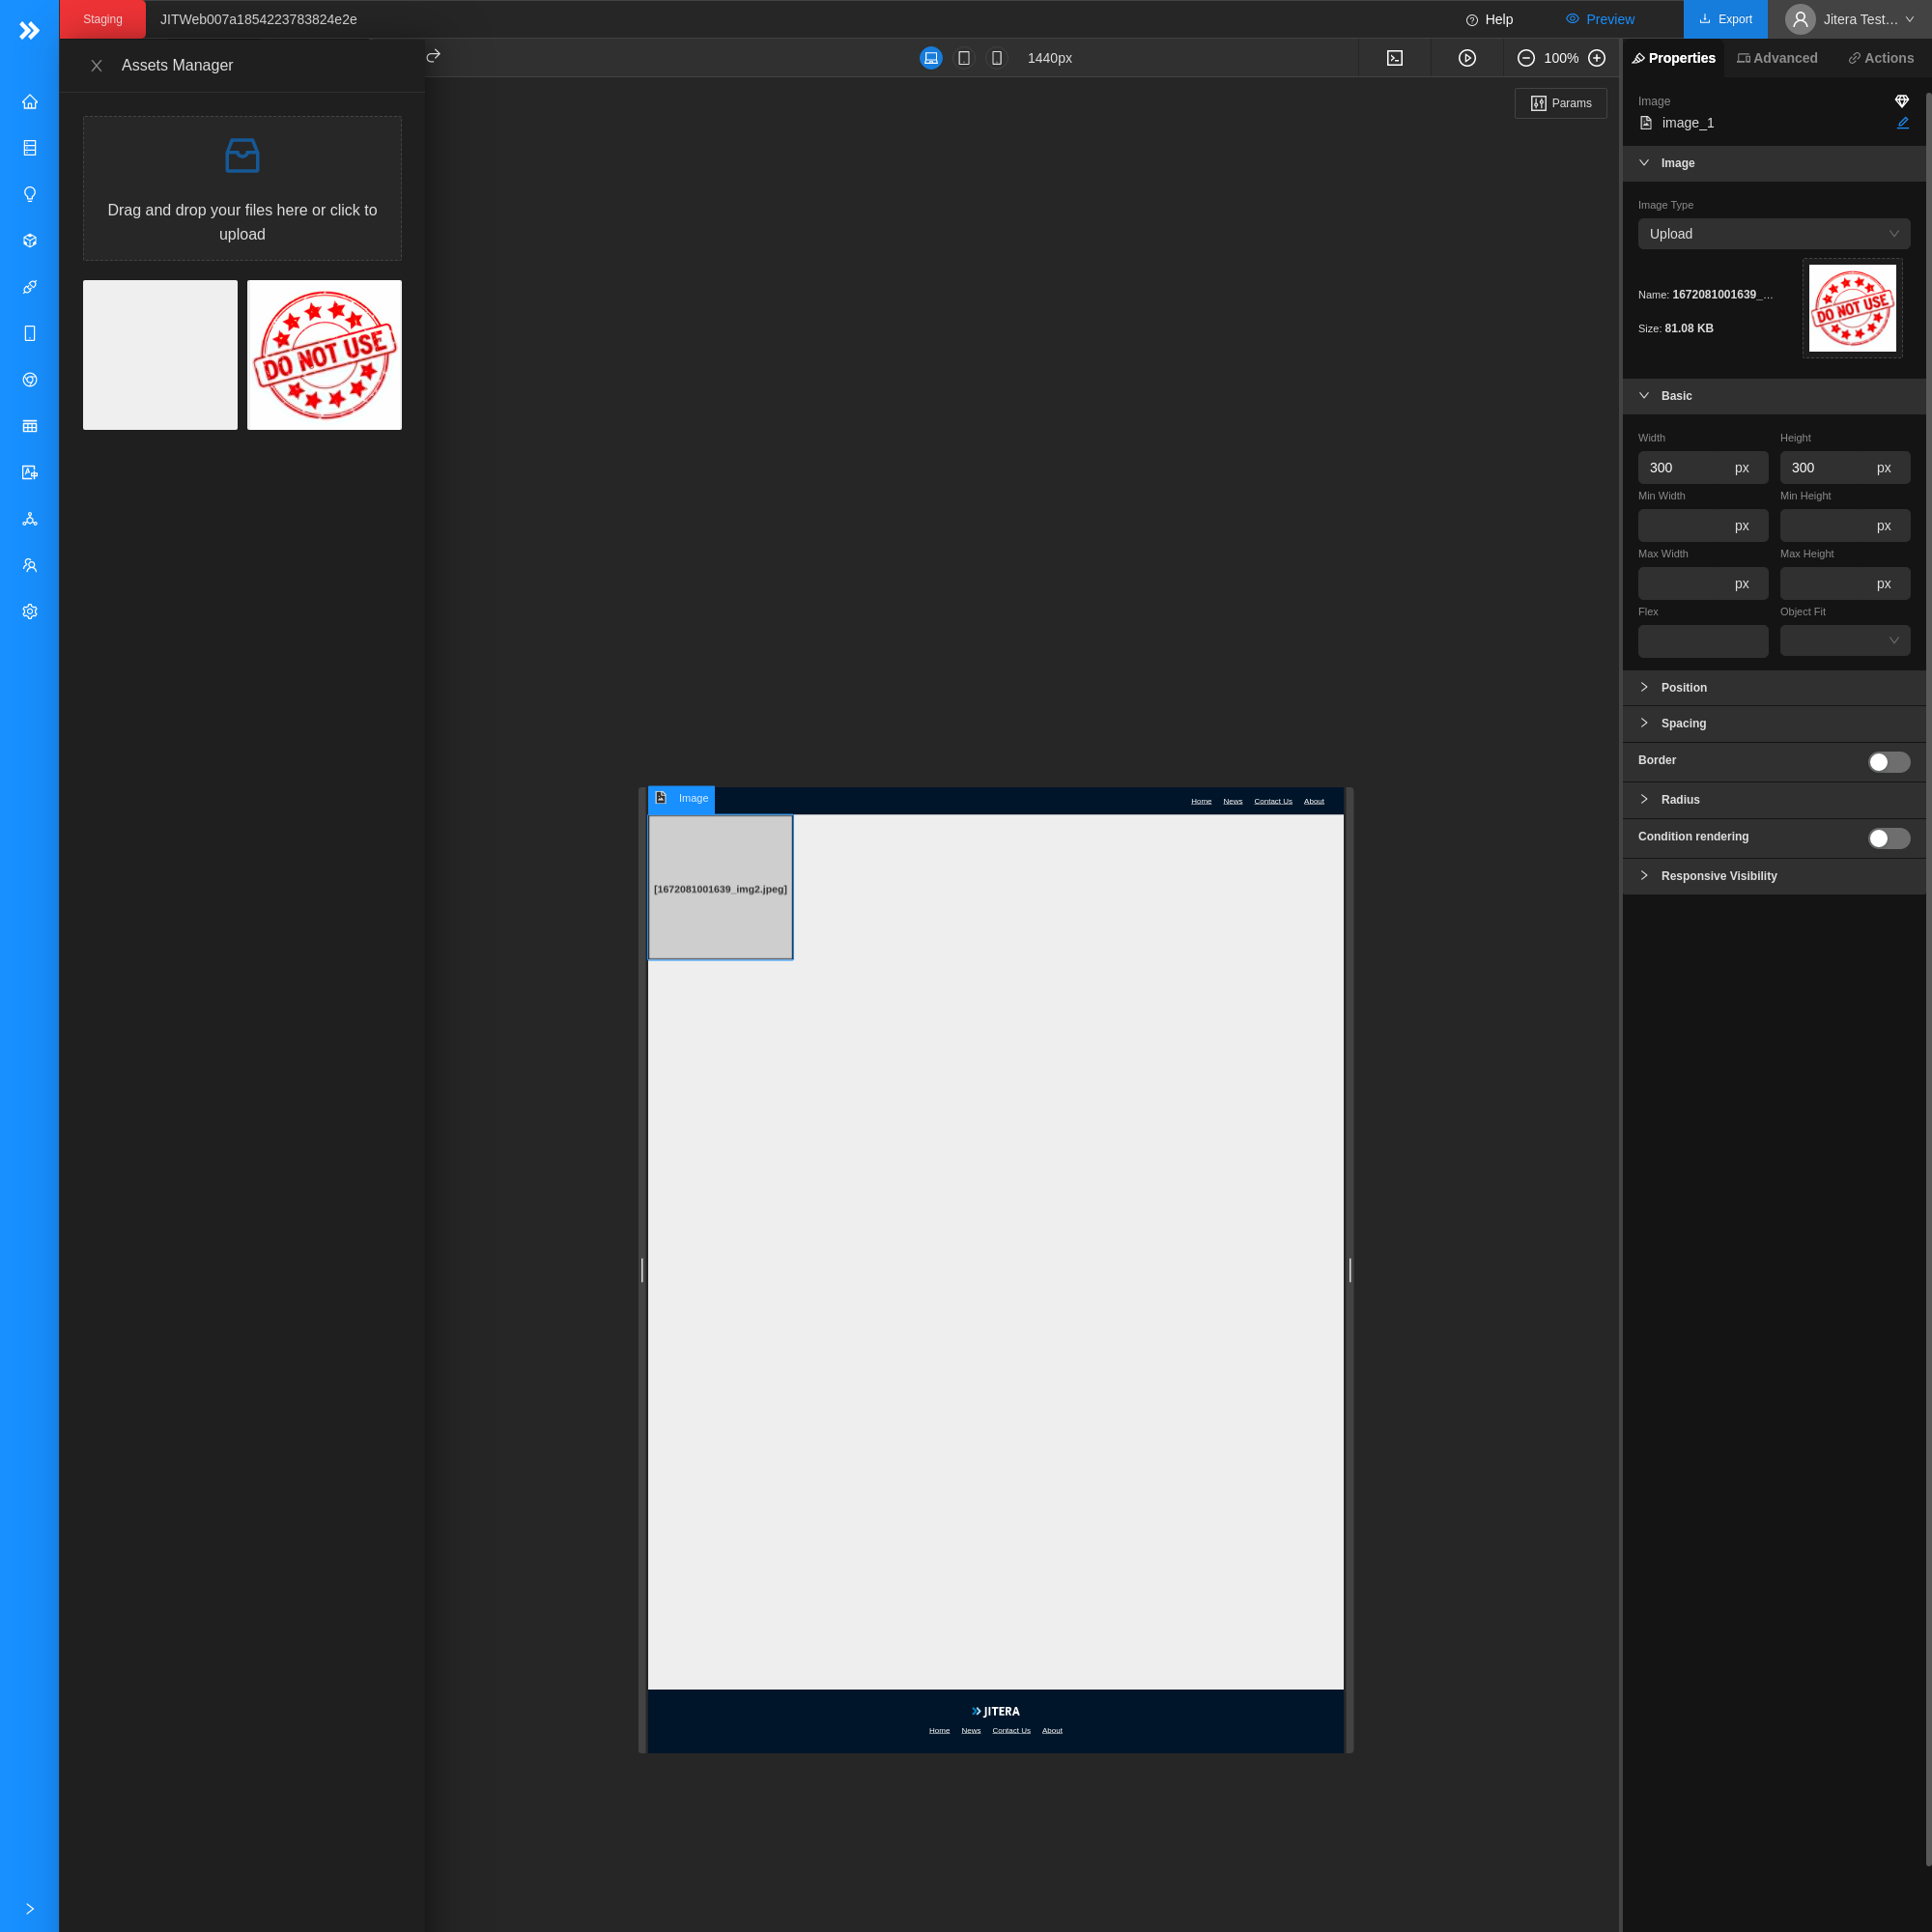 Staging
JITWeb007a1854223783824e2e
Help
Preview
Export
Jitera Test…
Assets Manager
1440px
100%
Properties
Advanced
Actions
Params
Drag and drop your files here or click to
upload
DO NOT USE
Image
image_1
Image
Image Type
Upload
Name: 1672081001639_…
Size: 81.08 KB
DO NOT USE
Basic
Width
Height
300 px
300 px
Min Width
Min Height
px
px
Max Width
Max Height
px
px
Flex
Object Fit
Position
Spacing
Border
Radius
Condition rendering
Responsive Visibility
Image
Home
News
Contact Us
About
[1672081001639_img2.jpeg]
JITERA
Home
News
Contact Us
About